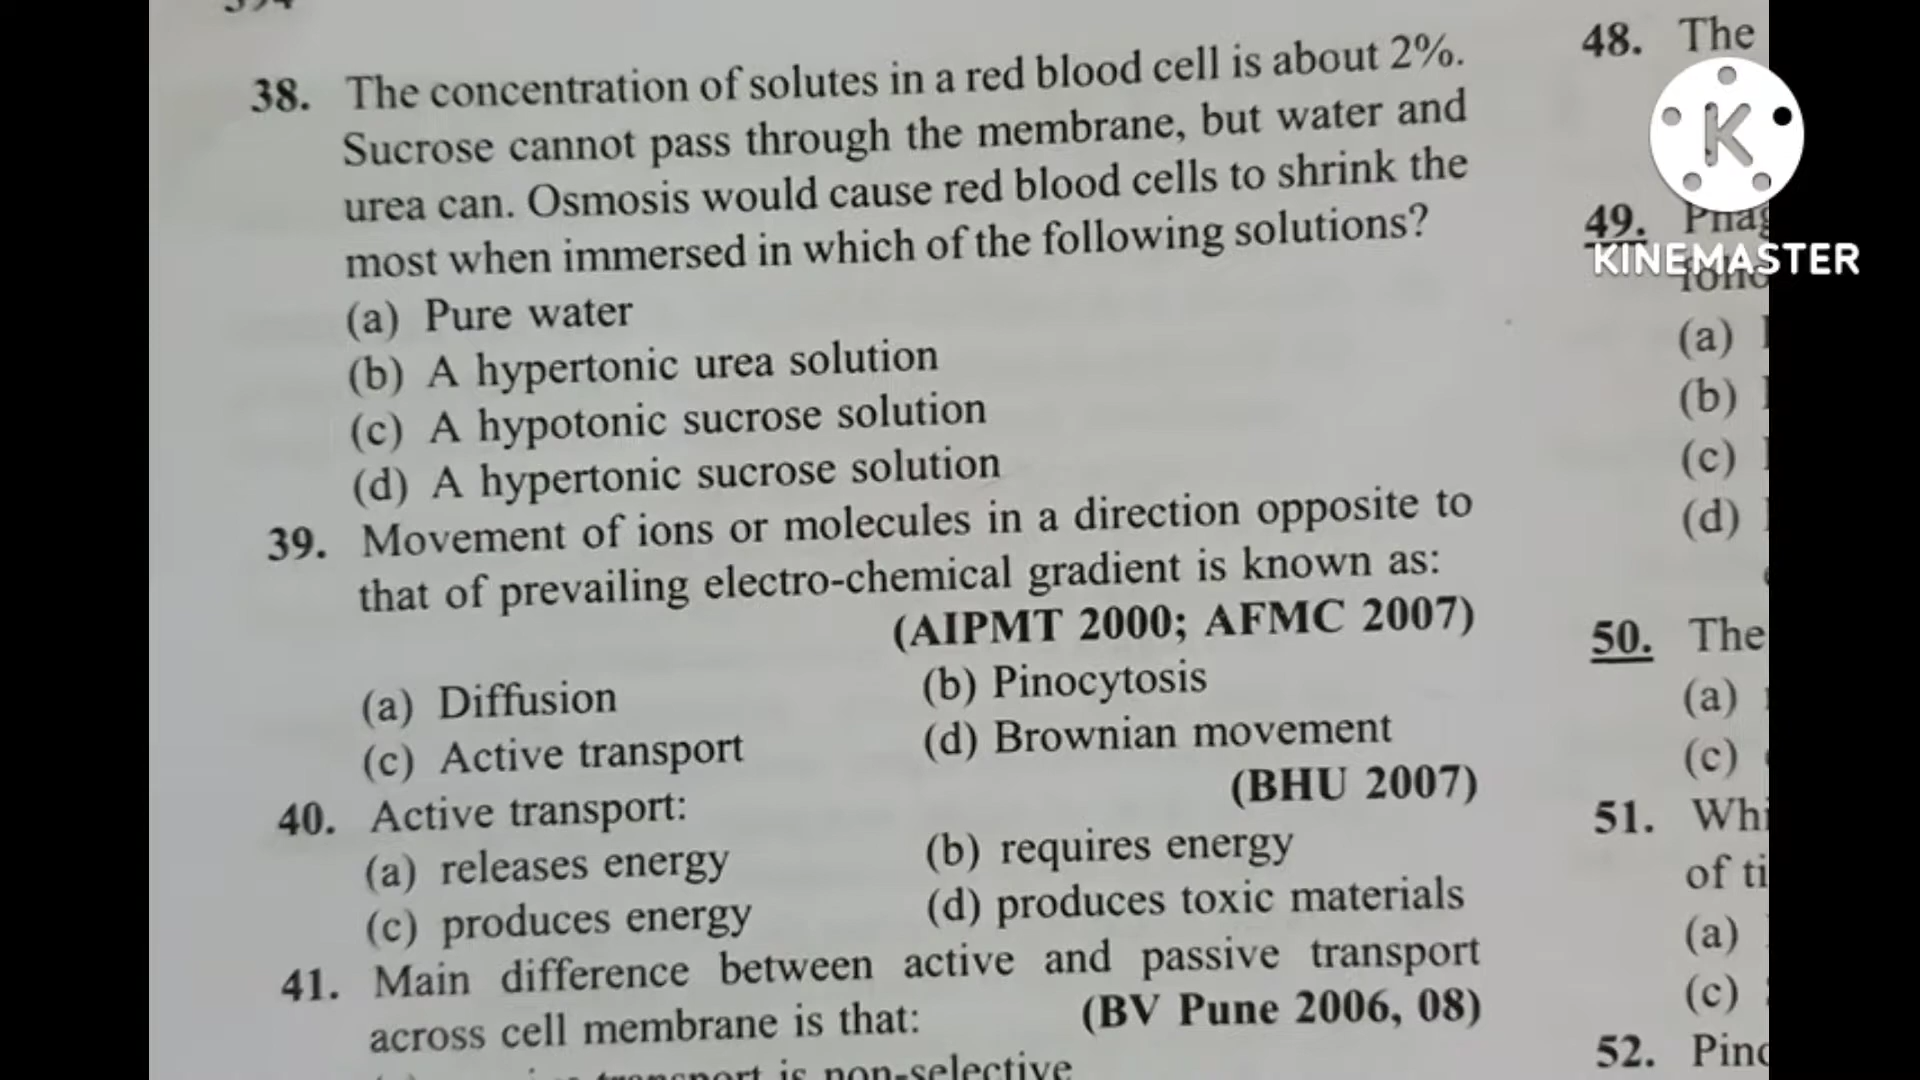 38. The concentration of solutes in a red blood cell is about 2%.
Sucrose cannot pass through the membrane, but water and
urea can. Osmosis would cause red blood cells to shrink the
most when immersed in which of the following solutions?
(a) Pure water
(b) A hypertonic urea solution
(c) A hypotonic sucrose solution
(d) A hypertonic sucrose solution
39. Movement of ions or molecules in a direction opposite to
that of prevailing electro-chemical gradient is known as:
(AIPMT 2000; AFMC 2007)
(a) Diffusion (b) Pinocytosis
(c) Active transport (d) Brownian movement
40. Active transport: (BHU 2007)
(a) releases energy (b) requires energy
(c) produces energy (d) produces toxic materials
41. Main difference between active and passive transport
across cell membrane is that: (BV Pune 2006, 08)
transport is non-selective
48. The
49.
(a)
(b)
(c)
(d)
50. The
(a)
(c)
51.
of
(a)
(c)
52.
K
KINEMASTER